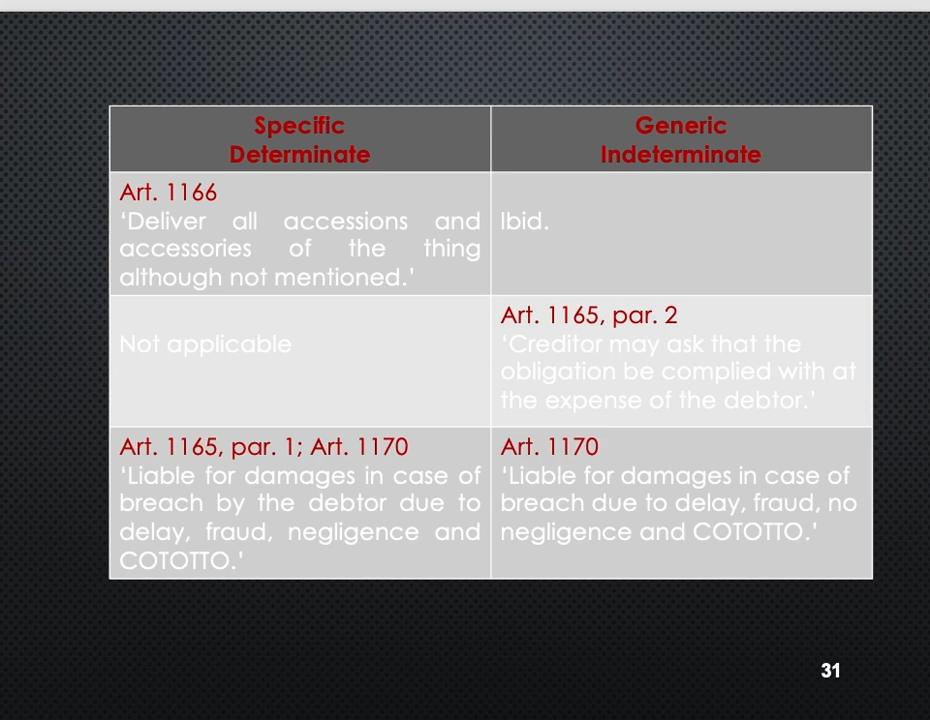 Specific
Determinate
Generic
Indeterminate
Art. 1166
‘Deliver all accessions and
accessories of the thing
although not mentioned.’
Ibid.
Not applicable
Art. 1165, par. 2
‘Creditor may ask that the
obligation be complied with at
the expense of the debtor.’
Art. 1165, par. 1; Art. 1170
‘Liable for damages in case of
breach by the debtor due to
delay, fraud, negligence and
COTOTTO.’
Art. 1170
‘Liable for damages in case of
breach due to delay, fraud, no
negligence and COTOTTO.’
31